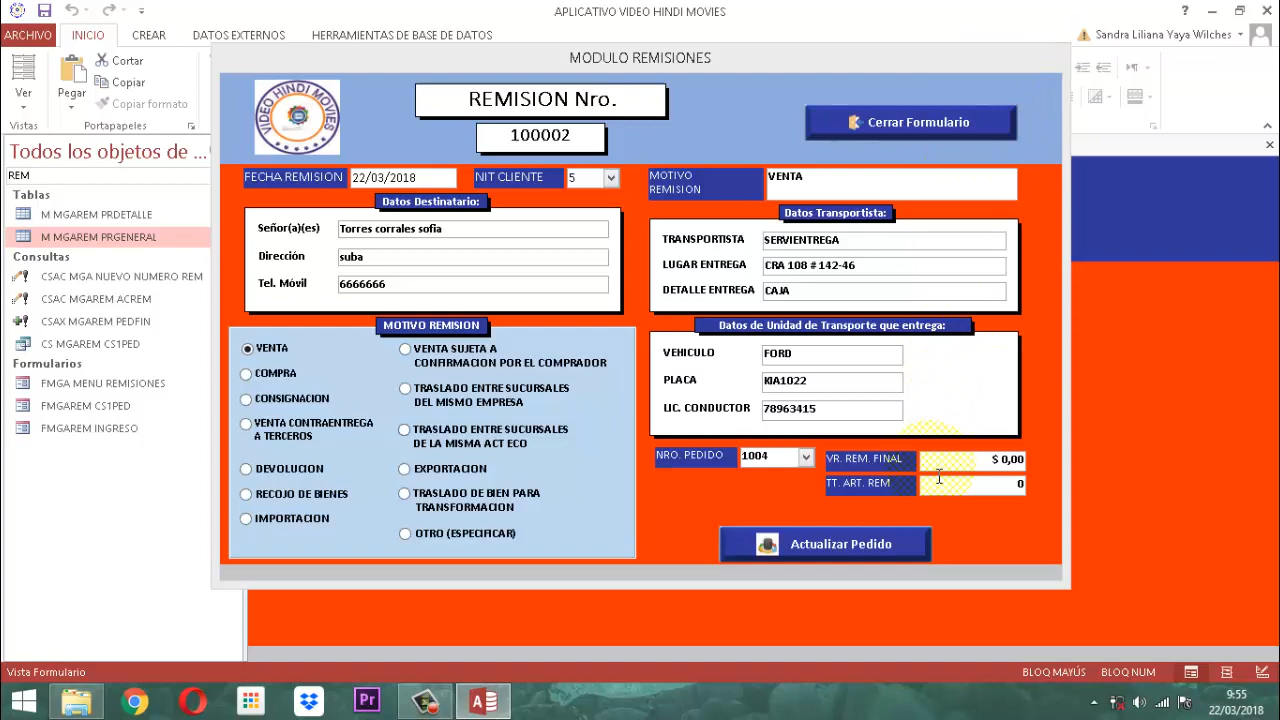 APLICATIVO VIDEO HINDI MOVIES
?
ARCHIVO
INICIO
CREAR
DATOS EXTERNOS
HERRAMIENTAS DE BASE DE DATOS
Sandra Liliana Yaya Wilches
Ver
Vistas
Pegar
Cortar
Copiar
Copiar formato
Portapapeles
Todos los objetos de ...
REM
Tablas
M MGAREM PRDETALLE
M MGAREM PRGENERAL
Consultas
CSAC MGA NUEVO NUMERO REM
CSAC MGAREM ACREM
CSAX MGAREM PEDFIN
CS MGAREM CS1PED
Formularios
FMGA MENU REMISIONES
FMGAREM CS1PED
FMGAREM INGRESO
MODULO REMISIONES
VIDEO HINDI MOVIES
REMISION Nro.
100002
Cerrar Formulario
FECHA REMISION 22/03/2018
NIT CLIENTE 5
MOTIVO
REMISION
VENTA
Datos Destinatario:
Señor(a)(es) Torres corrales sofia
Dirección suba
Tel. Móvil 6666666
Datos Transportista:
TRANSPORTISTA SERVIENTREGA
LUGAR ENTREGA CRA 108 # 142-46
DETALLE ENTREGA CAJA
MOTIVO REMISION
VENTA
COMPRA
CONSIGNACION
VENTA CONTRAENTREGA
A TERCEROS
DEVOLUCION
RECOJO DE BIENES
IMPORTACION
VENTA SUJETA A
CONFIRMACION POR EL COMPRADOR
TRASLADO ENTRE SUCURSALES
DEL MISMO EMPRESA
TRASLADO ENTRE SUCURSALES
DE LA MISMA ACT ECO
EXPORTACION
TRASLADO DE BIEN PARA
TRANSFORMACION
OTRO (ESPECIFICAR)
Datos de Unidad de Transporte que entrega:
VEHICULO FORD
PLACA KIA1022
LIC. CONDUCTOR 78963415
NRO. PEDIDO 1004
VR. REM. FINAL $ 0,00
TT. ART. REM 0
Actualizar Pedido
Vista Formulario
BLOQ MAYÚS
BLOQ NUM
Pr
9:55
22/03/2018